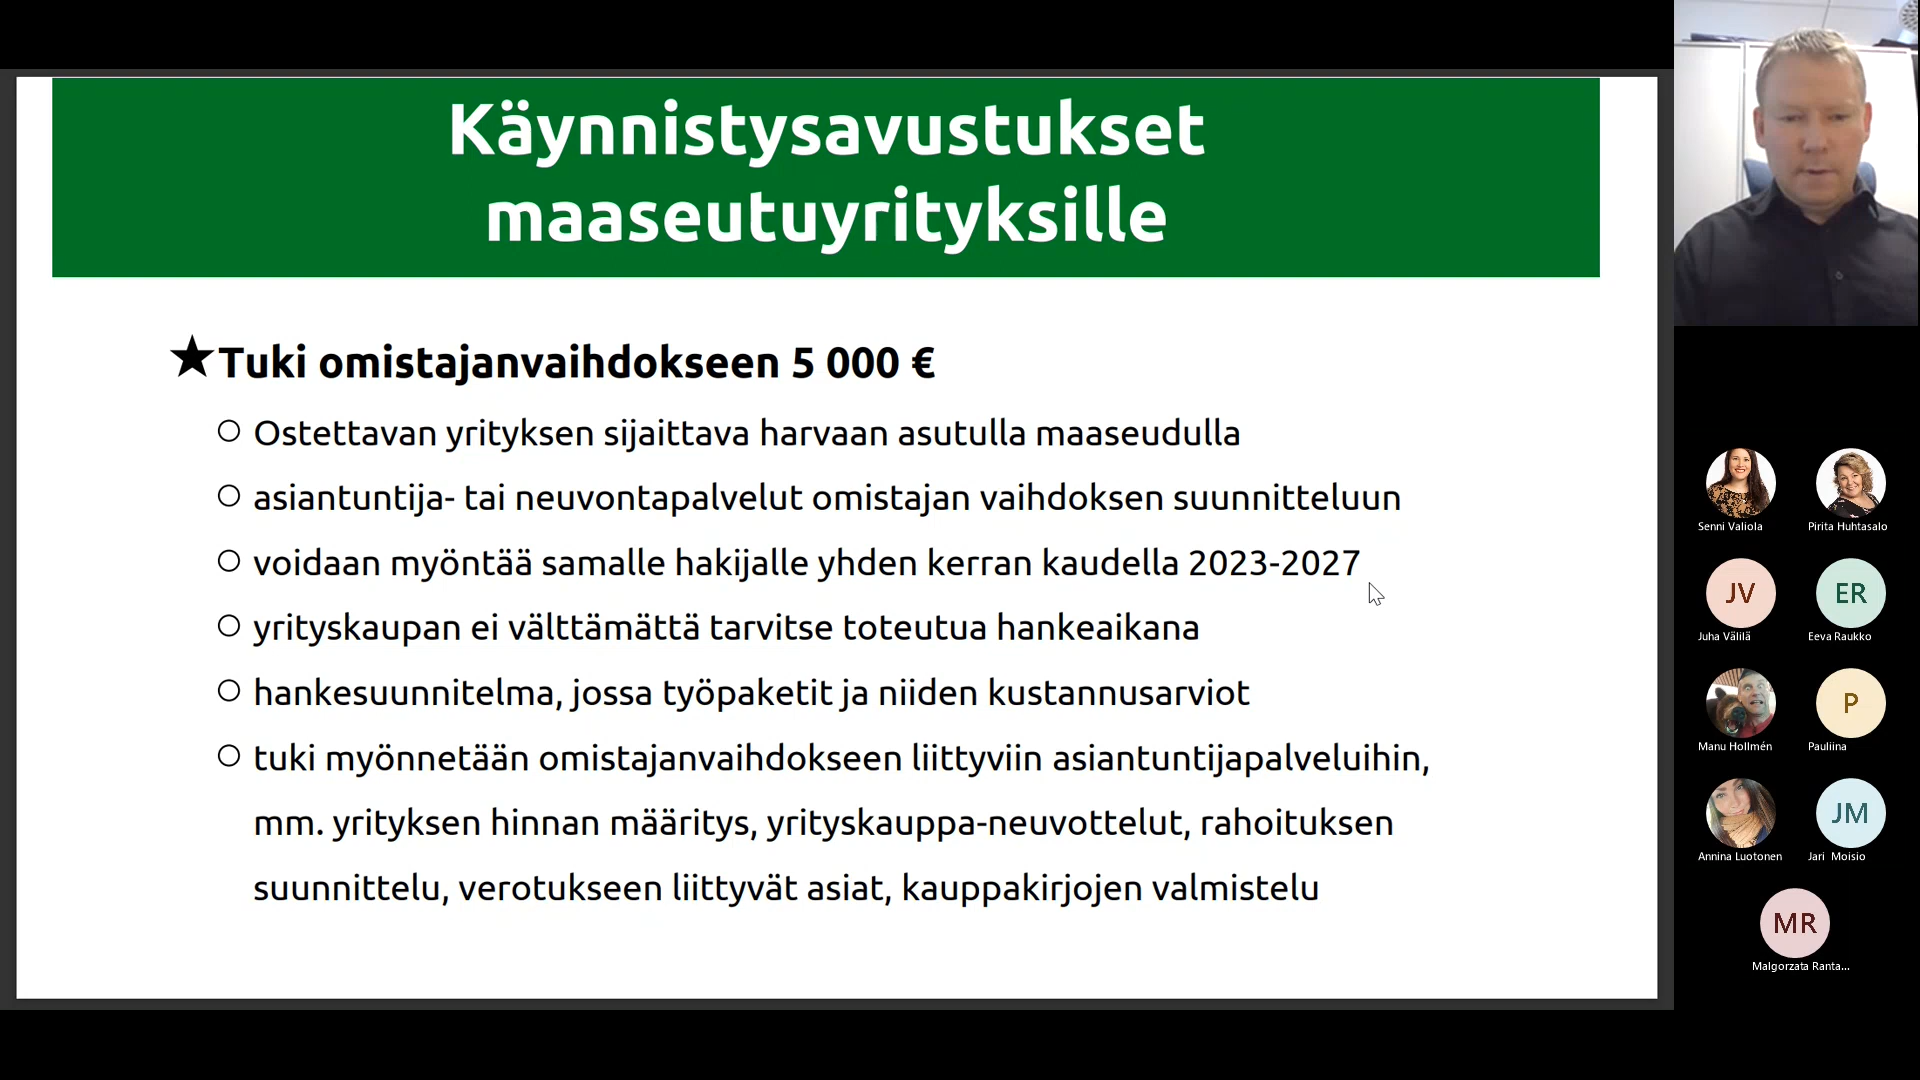 Käynnistysavustukset
maaseutuyrityksille
★Tuki omistajanvaihdokseen 5 000 €
Ostettavan yrityksen sijaittava harvaan asutulla maaseudulla
asiantuntija- tai neuvontapalvelut omistajan vaihdoksen suunnitteluun
voidaan myöntää samalle hakijalle yhden kerran kaudella 2023-2027
yrityskaupan ei välttämättä tarvitse toteutua hankeaikana
hankesuunnitelma, jossa työpaketit ja niiden kustannusarviot
tuki myönnetään omistajanvaihdokseen liittyviin asiantuntijapalveluihin,
mm. yrityksen hinnan määritys, yrityskauppa-neuvottelut, rahoituksen
suunnittelu, verotukseen liittyvät asiat, kauppakirjojen valmistelu
Senni Valiola
Pirita Huhtasalo
JV
ER
Juha Välilä
Eeva Raukko
P
Manu Hollmén
Pauliina
JM
Annina Luotonen
Jari Moisio
MR
Malgorzata Ranta...